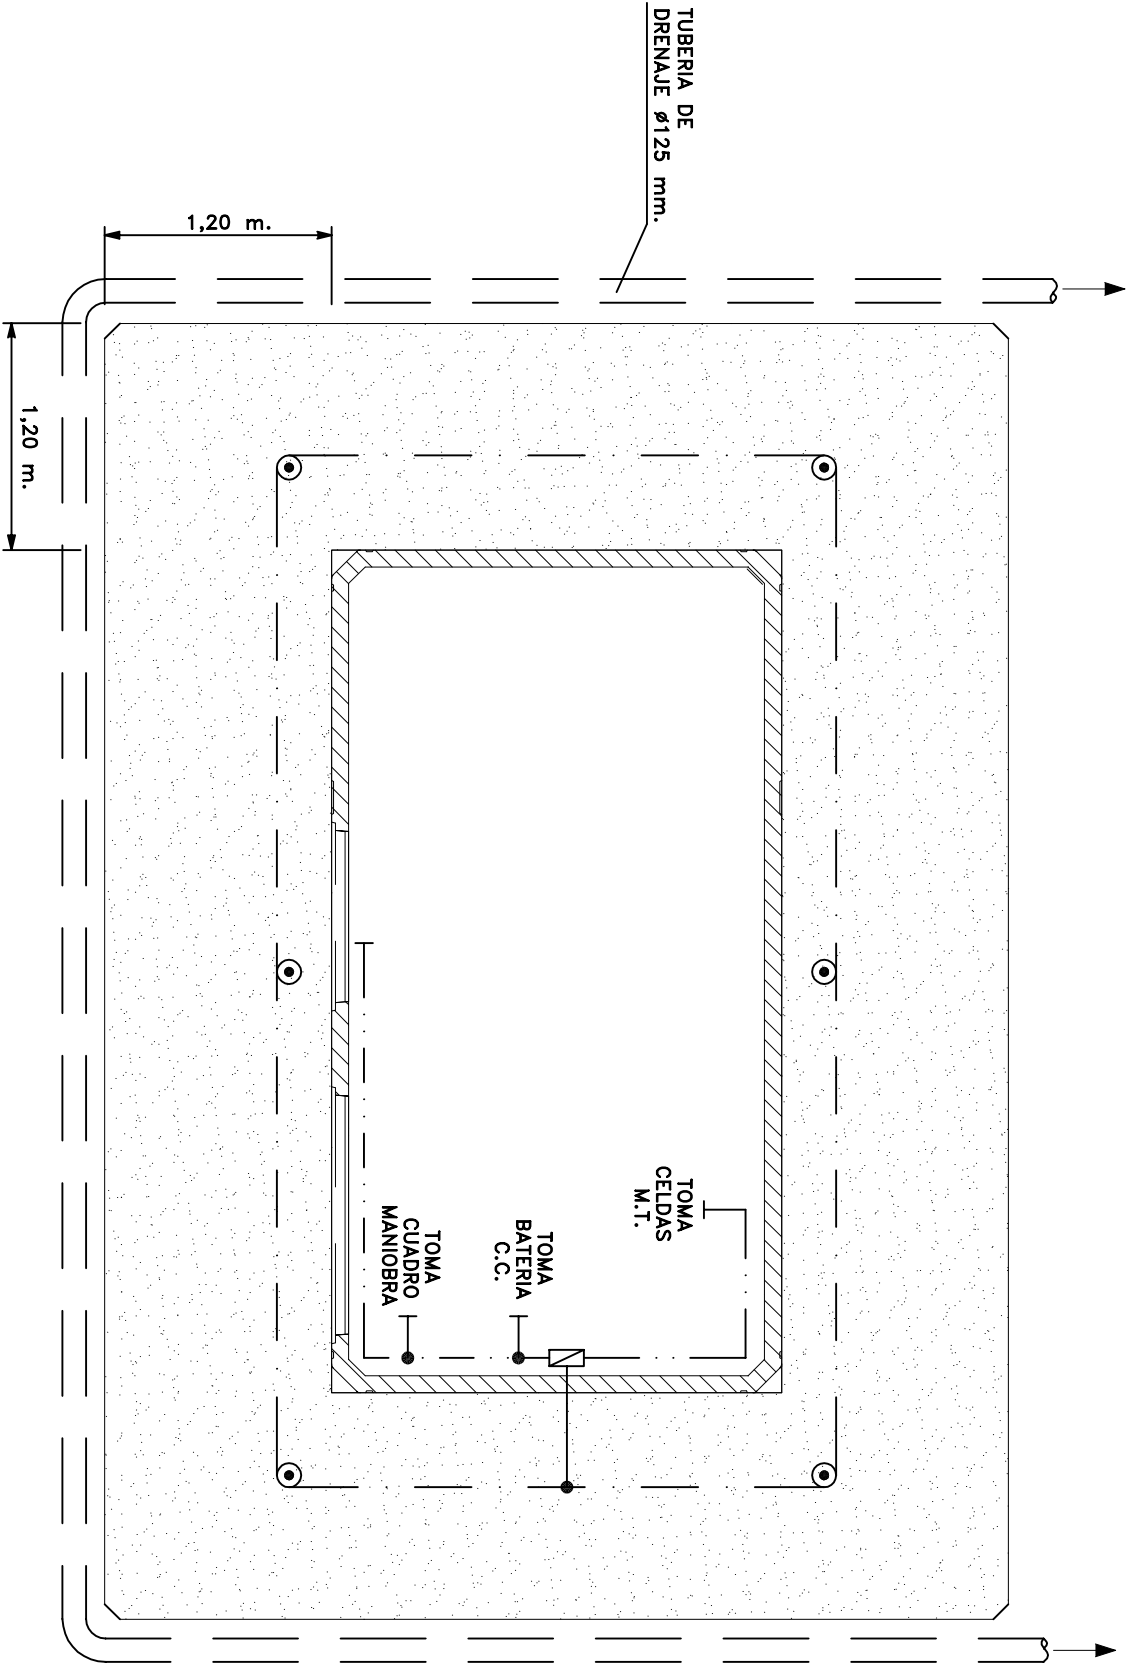 TUBERIA DE
DRENAJE ø125 mm.
1,20 m.
1,20 m.
TOMA
CELDAS
M.T.
TOMA
BATERIA
C.C.
TOMA
CUADRO
MANIOBRA